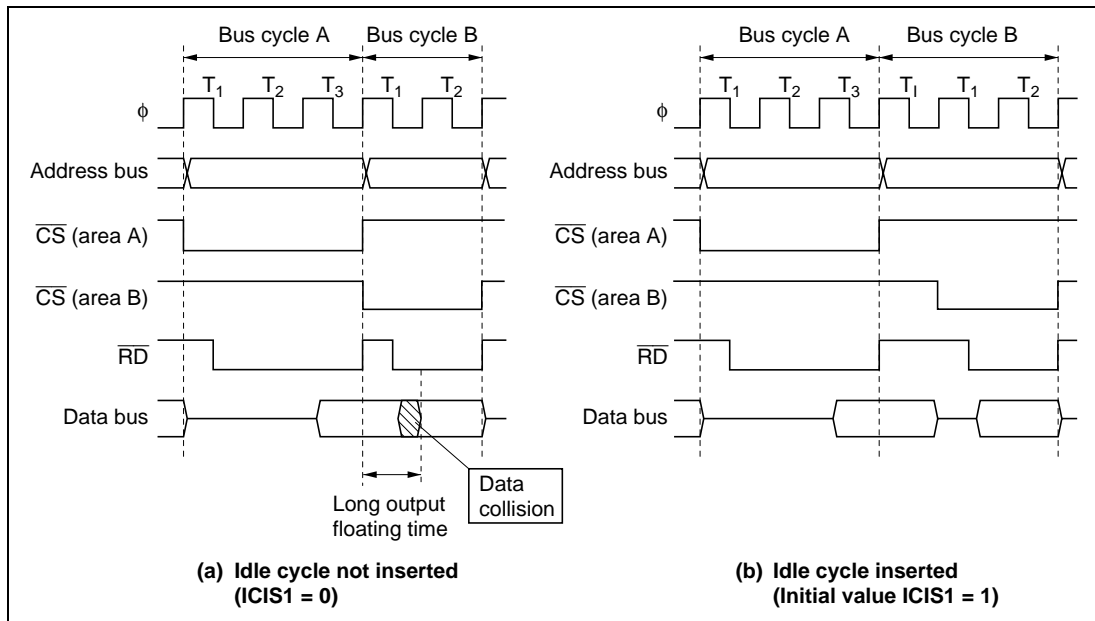 Bus cycle A Bus cycle B
T1 T2 T3 T1 T2
ϕ
Address bus
CS (area A)
CS (area B)
RD
Data bus
Long output
floating time
Data
collision
(a) Idle cycle not inserted
(ICIS1 = 0)
Bus cycle A Bus cycle B
T1 T2 T3 TI T1 T2
ϕ
Address bus
CS (area A)
CS (area B)
RD
Data bus
(b) Idle cycle inserted
(Initial value ICIS1 = 1)